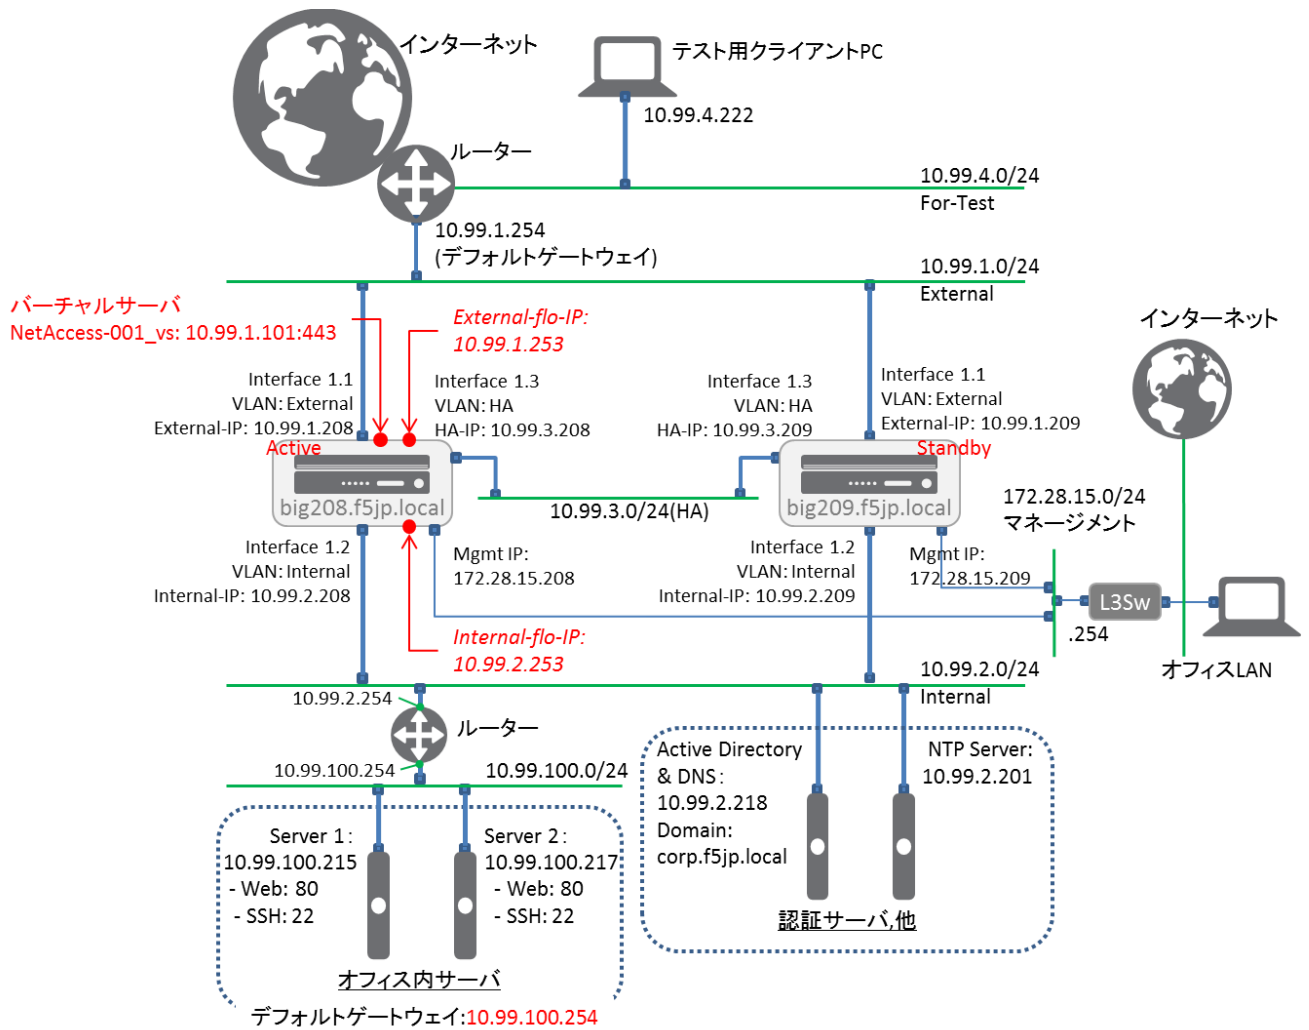 インターネット
テスト用クライアントPC
10.99.4.222
ルーター
10.99.4.0/24
For-Test
10.99.1.254
(デフォルトゲートウェイ)
10.99.1.0/24
External
バーチャルサーバ
NetAccess-001_vs: 10.99.1.101:443
External-flo-IP:
10.99.1.253
インターネット
Interface 1.1
VLAN: External
External-IP: 10.99.1.208
Interface 1.3
VLAN: HA
HA-IP: 10.99.3.208
Interface 1.3
VLAN: HA
HA-IP: 10.99.3.209
Interface 1.1
VLAN: External
External-IP: 10.99.1.209
Active
Standby
big208.f5jp.local
big209.f5jp.local
10.99.3.0/24(HA)
172.28.15.0/24
マネージメント
Interface 1.2
VLAN: Internal
Internal-IP: 10.99.2.208
Mgmt IP:
172.28.15.208
Interface 1.2
VLAN: Internal
Internal-IP: 10.99.2.209
Mgmt IP:
172.28.15.209
L3Sw
.254
オフィスLAN
Internal-flo-IP:
10.99.2.253
10.99.2.0/24
Internal
10.99.2.254
ルーター
10.99.100.254
10.99.100.0/24
Active Directory
& DNS:
10.99.2.218
Domain:
corp.f5jp.local
NTP Server:
10.99.2.201
認証サーバ,他
Server 1:
10.99.100.215
- Web: 80
- SSH: 22
Server 2:
10.99.100.217
- Web: 80
- SSH: 22
オフィス内サーバ
デフォルトゲートウェイ:10.99.100.254